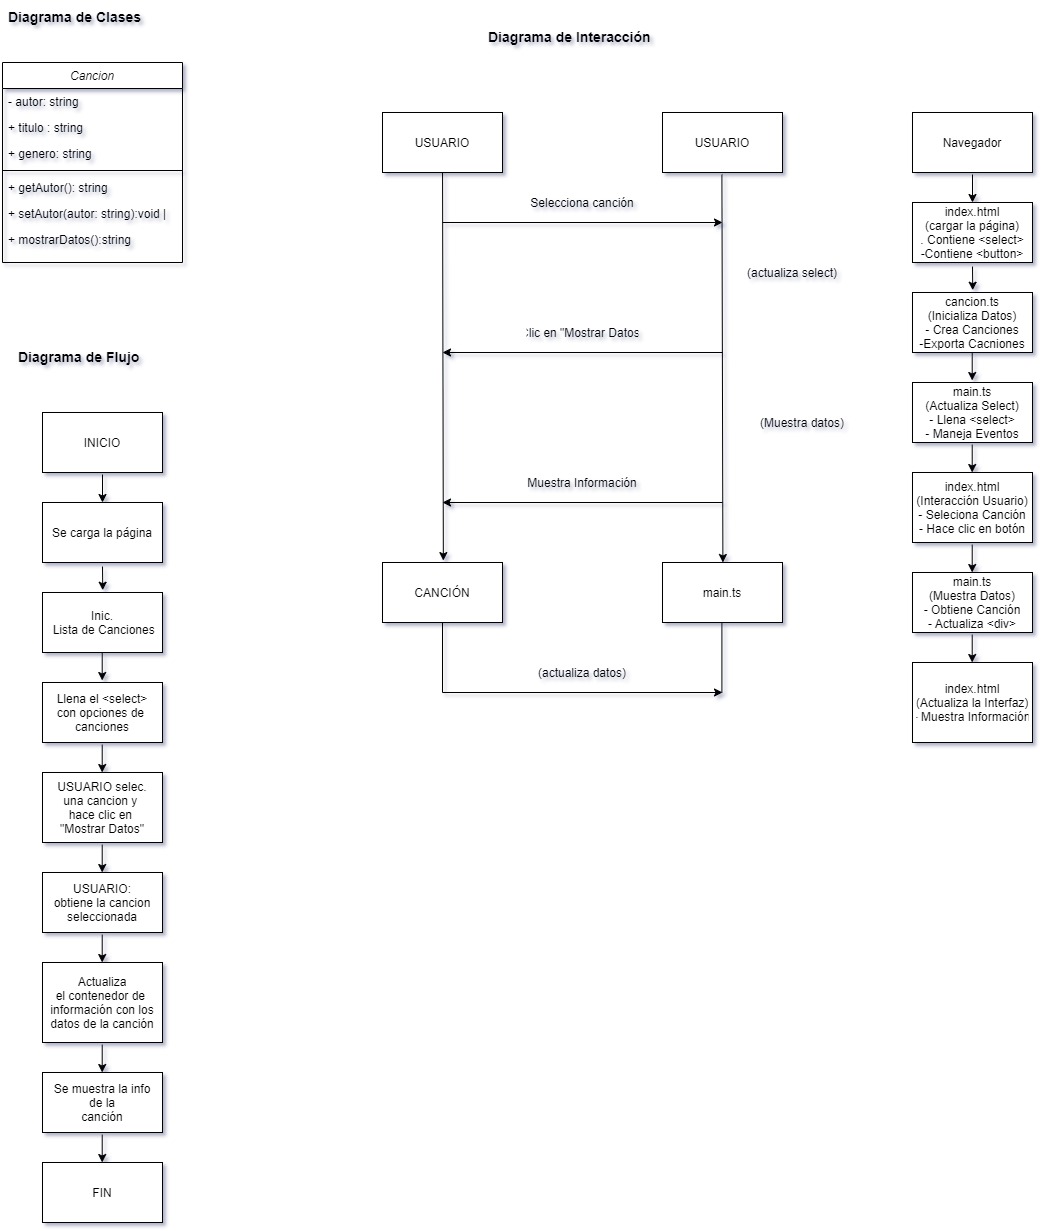 Diagrama de Clases
Cancion
- autor: string
+ titulo : string
+ genero: string
+ getAutor(): string
+ setAutor(autor: string):void |
+ mostrarDatos():string
Diagrama de Flujo
INICIO
Se carga la página
Inic.
Lista de Canciones
Llena el <select>
con opciones de
canciones
USUARIO selec.
una cancion y
hace clic en
"Mostrar Datos"
USUARIO:
obtiene la cancion
seleccionada
Actualiza
el contenedor de
información con los
datos de la canción
Se muestra la info
de la
canción
FIN
Diagrama de Interacción
USUARIO
USUARIO
Selecciona canción
(actualiza select)
lic en "Mostrar Datos
(Muestra datos)
Muestra Información
CANCIÓN
main.ts
(actualiza datos)
Navegador
index.html
(cargar la página)
. Contiene <select>
-Contiene <button>
cancion.ts
(Inicializa Datos)
- Crea Canciones
-Exporta Cacniones
main.ts
(Actualiza Select)
- Llena <select>
- Maneja Eventos
index.html
(Interacción Usuario)
- Seleciona Canción
- Hace clic en botón
main.ts
(Muestra Datos)
- Obtiene Canción
- Actualiza <div>
index.html
(Actualiza la Interfaz)
- Muestra Información